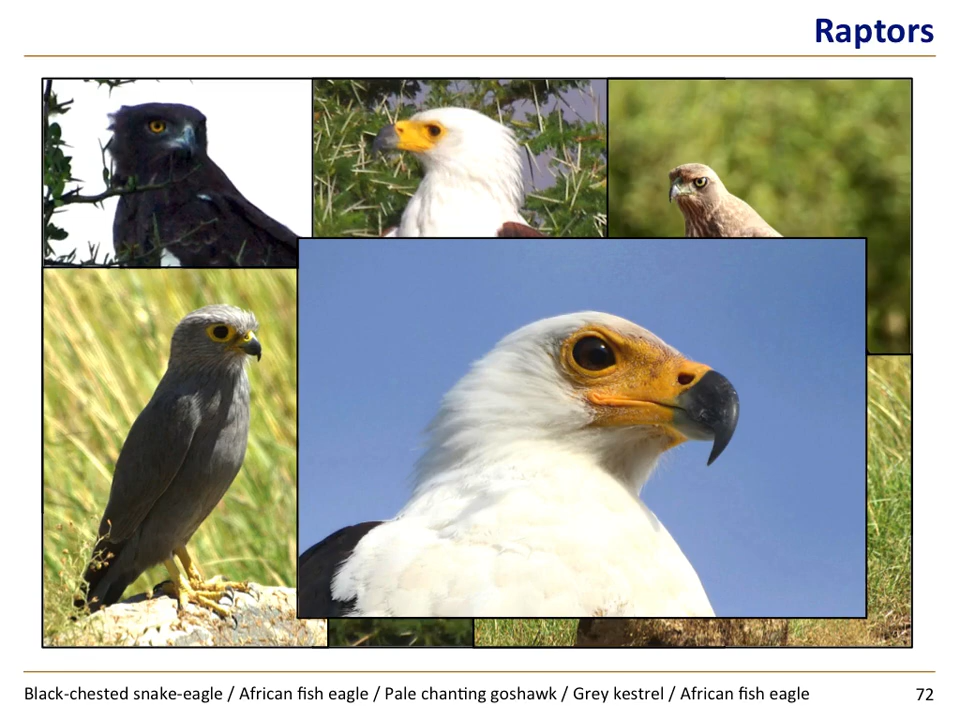 Raptors
Black-chested snake-eagle / African fish eagle / Pale chanting goshawk / Grey kestrel / African fish eagle
72